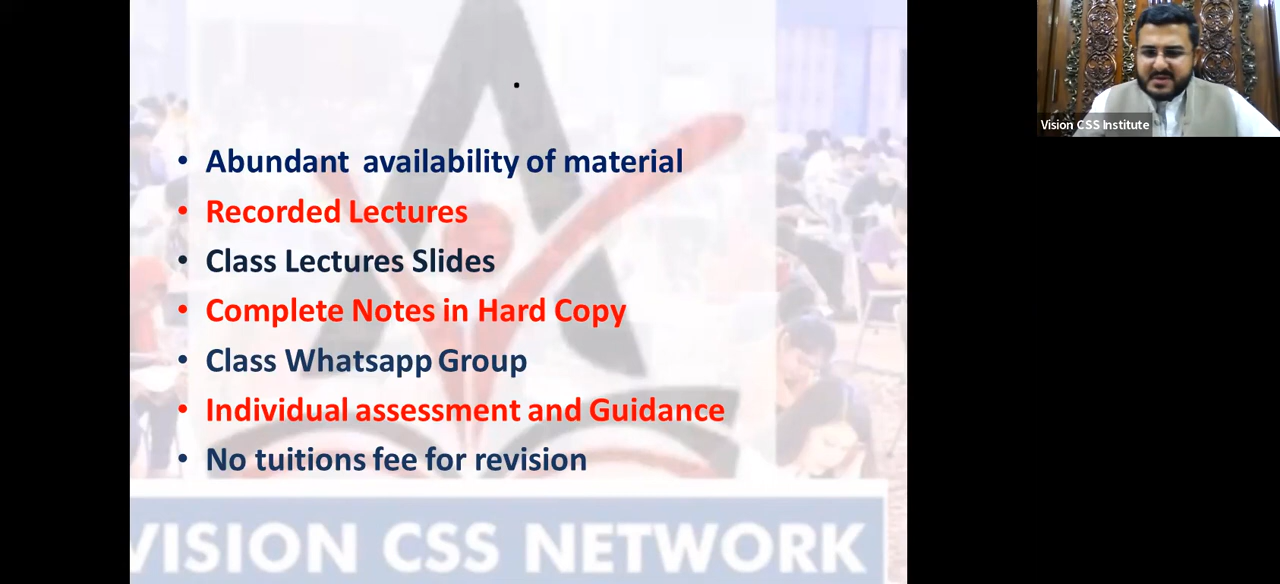 • Abundant availability of material
• Recorded Lectures
• Class Lectures Slides
• Complete Notes in Hard Copy
• Class Whatsapp Group
• Individual assessment and Guidance
• No tuitions fee for revision
VISION CSS NETWORK
Vision CSS Institute